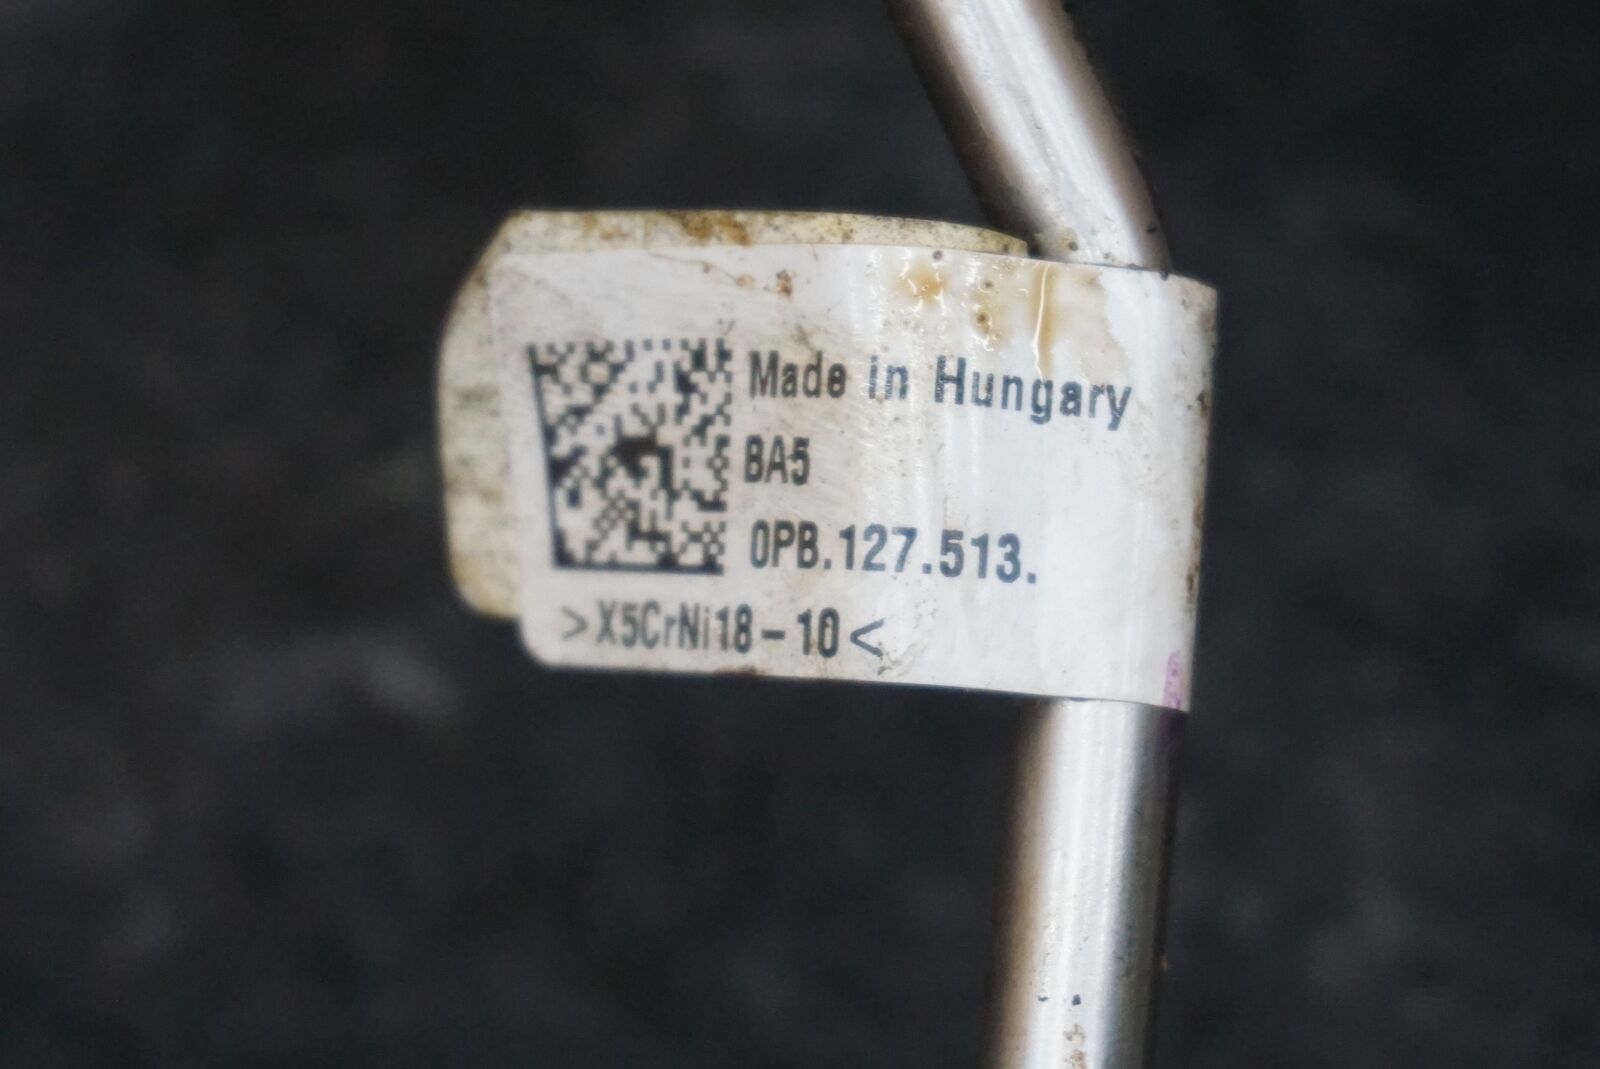 Made in Hungary
BA5
0PB.127.513.
>X5CrNi18-10<